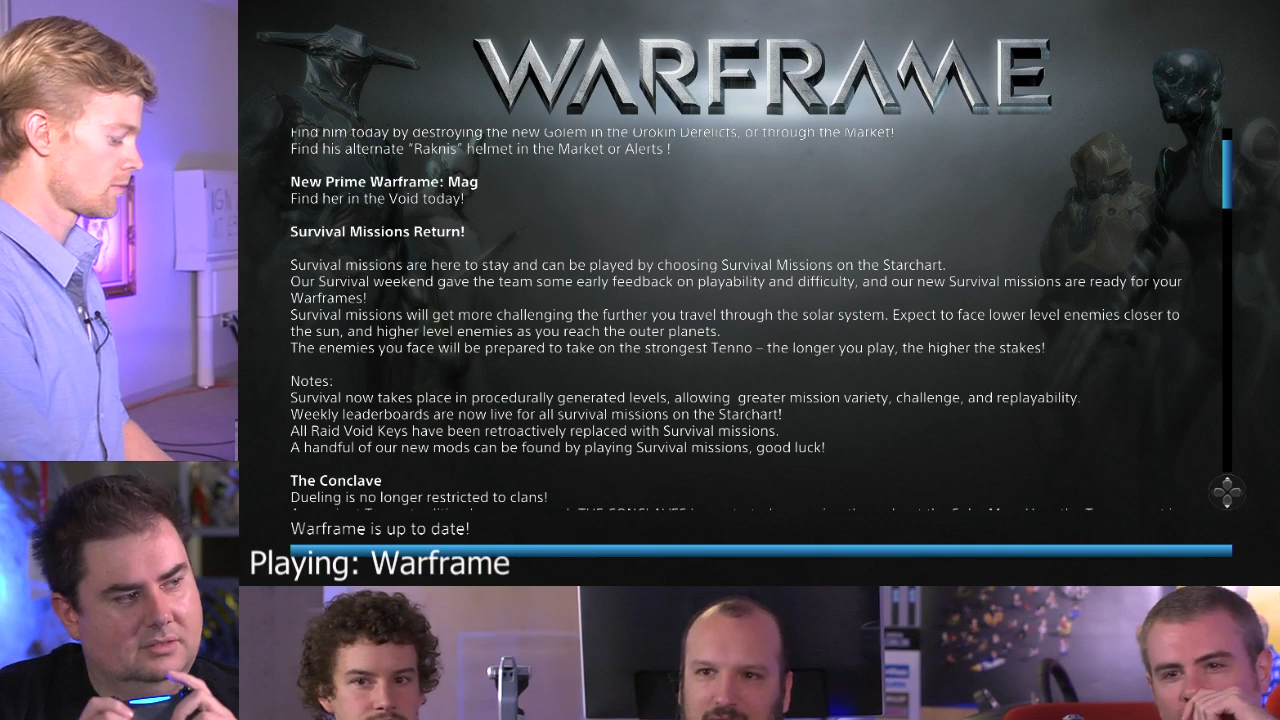 WARFRAME
Find him today by destroying the new Golem in the Orokin Derelicts, or through the Market!
Find his alternate "Raknis" helmet in the Market or Alerts !
New Prime Warframe: Mag
Find her in the Void today!
Survival Missions Return!
Survival missions are here to stay and can be played by choosing Survival Missions on the Starchart.
Our Survival weekend gave the team some early feedback on playability and difficulty, and our new Survival missions are ready for your
Warframes!
Survival missions will get more challenging the further you travel through the solar system. Expect to face lower level enemies closer to
the sun, and higher level enemies as you reach the outer planets.
The enemies you face will be prepared to take on the strongest Tenno – the longer you play, the higher the stakes!
Notes:
Survival now takes place in procedurally generated levels, allowing  greater mission variety, challenge, and replayability.
Weekly leaderboards are now live for all survival missions on the Starchart!
All Raid Void Keys have been retroactively replaced with Survival missions.
A handful of our new mods can be found by playing Survival missions, good luck!
The Conclave
Dueling is no longer restricted to clans!
Warframe is up to date!
Playing: Warframe
IGN
AT E3